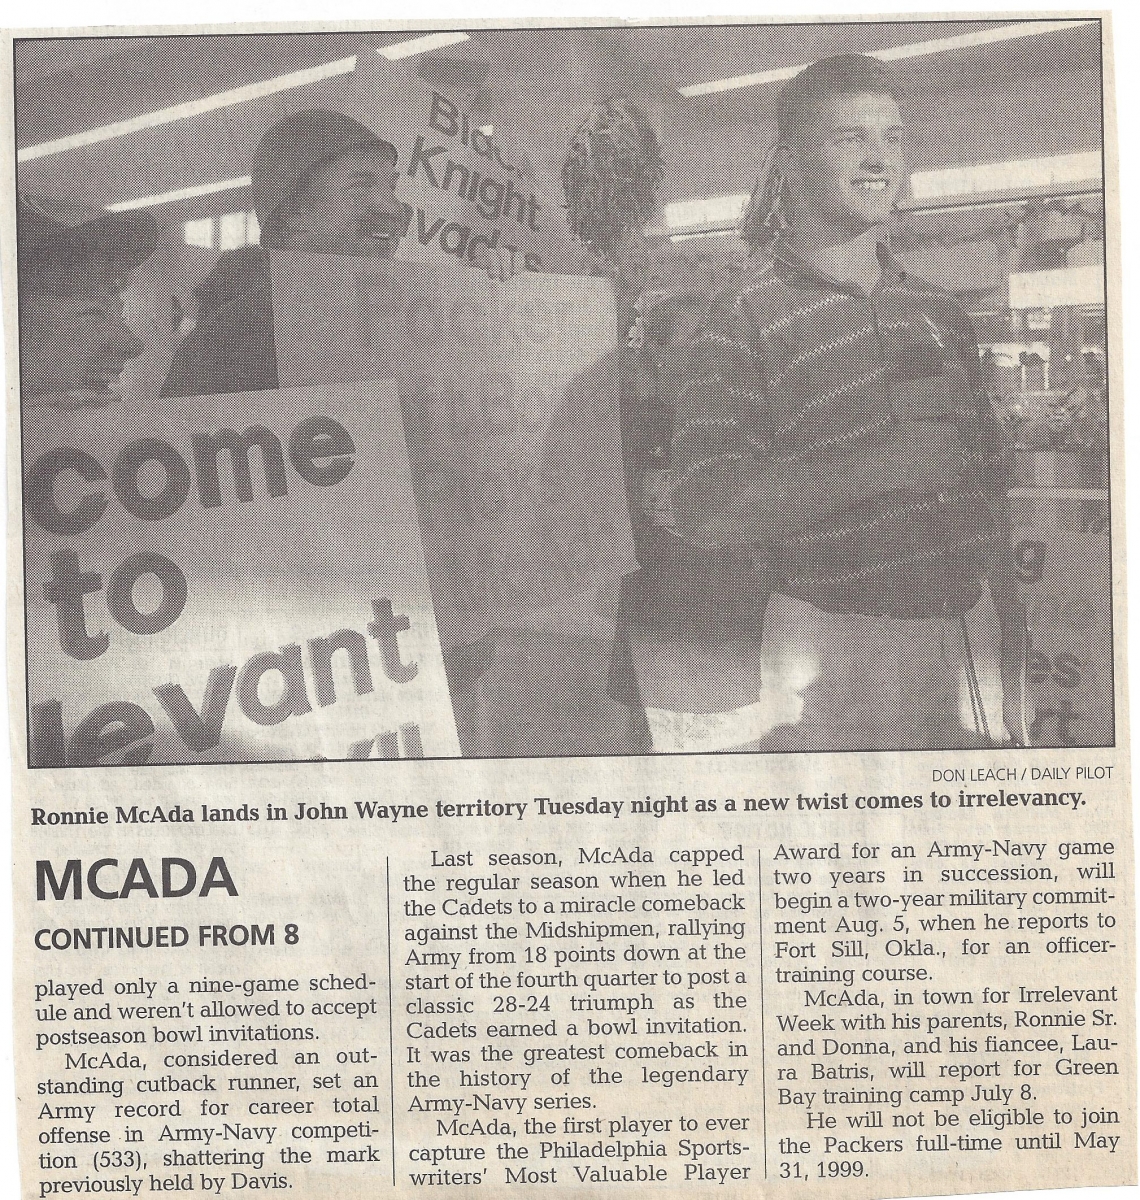 Black
Knight
come
to
levant
DON LEACH / DAILY PILOT
Ronnie McAda lands in John Wayne territory Tuesday night as a new twist comes to irrelevancy.
MCADA
CONTINUED FROM 8
played only a nine-game sched-
ule and weren't allowed to accept
postseason bowl invitations.
McAda, considered an out-
standing cutback runner, set an
Army record for career total
offense in Army-Navy competi-
tion (533), shattering the mark
previously held by Davis.
Last season, McAda capped
the regular season when he led
the Cadets to a miracle comeback
against the Midshipmen, rallying
Army from 18 points down at the
start of the fourth quarter to post a
classic 28-24 triumph as the
Cadets earned a bowl invitation.
It was the greatest comeback in
the history of the legendary
Army-Navy series.
McAda, the first player to ever
capture the Philadelphia Sports-
writers' Most Valuable Player
Award for an Army-Navy game
two years in succession, will
begin a two-year military commit-
ment Aug. 5, when he reports to
Fort Sill, Okla., for an officer-
training course.
McAda, in town for Irrelevant
Week with his parents, Ronnie Sr.
and Donna, and his fiancee, Lau-
ra Batris, will report for Green
Bay training camp July 8.
He will not be eligible to join
the Packers full-time until May
31, 1999.